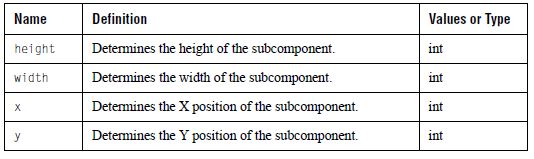 Name Definition Values or Type
height Determines the height of the subcomponent. int
width Determines the width of the subcomponent. int
x Determines the X position of the subcomponent. int
y Determines the Y position of the subcomponent. int